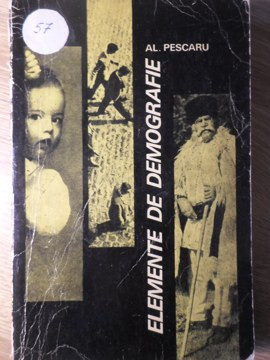 57
AL. PESCARU
ELEMENTE DE DEMOGRAFIE